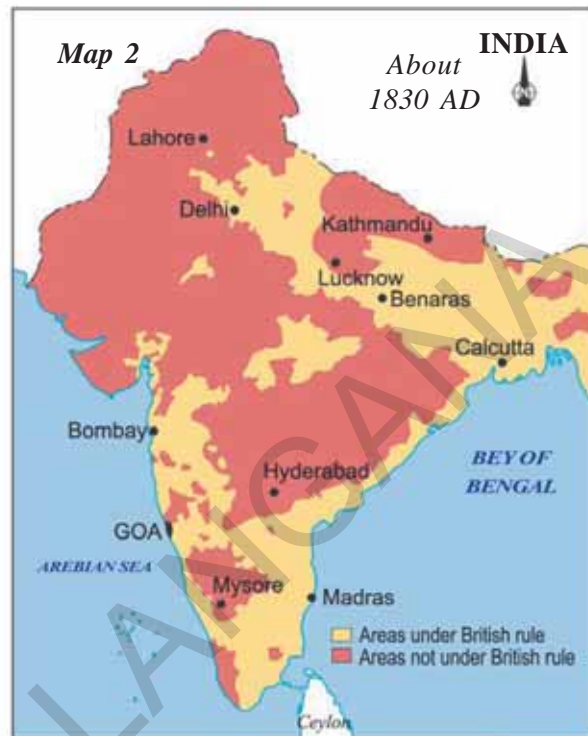 Map 2
About
1830 AD
INDIA
N
Lahore
Delhi
Kathmandu
Lucknow
Benaras
Calcutta
Bombay
BEY OF
BENGAL
Hyderabad
GOA
AREBIAN SEA
Mysore
Madras
Areas under British rule
Areas not under British rule
Ceylon
LANGANA